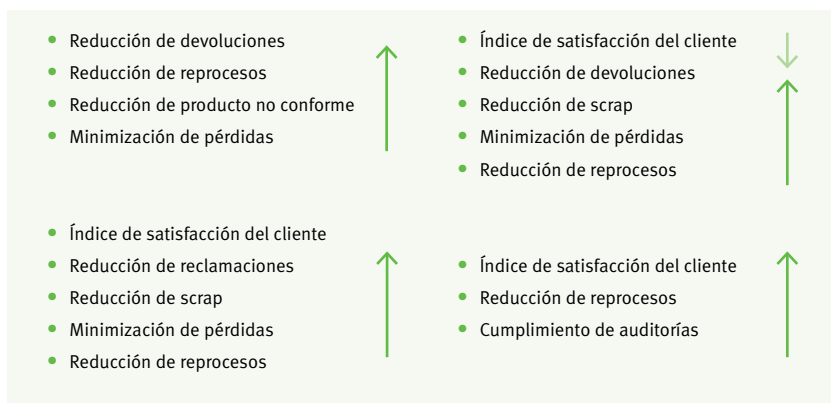 • Reducción de devoluciones
• Reducción de reprocesos
• Reducción de producto no conforme
• Minimización de pérdidas
• Índice de satisfacción del cliente
• Reducción de devoluciones
• Reducción de scrap
• Minimización de pérdidas
• Reducción de reprocesos
• Índice de satisfacción del cliente
• Reducción de reclamaciones
• Reducción de scrap
• Minimización de pérdidas
• Reducción de reprocesos
• Índice de satisfacción del cliente
• Reducción de reprocesos
• Cumplimiento de auditorías